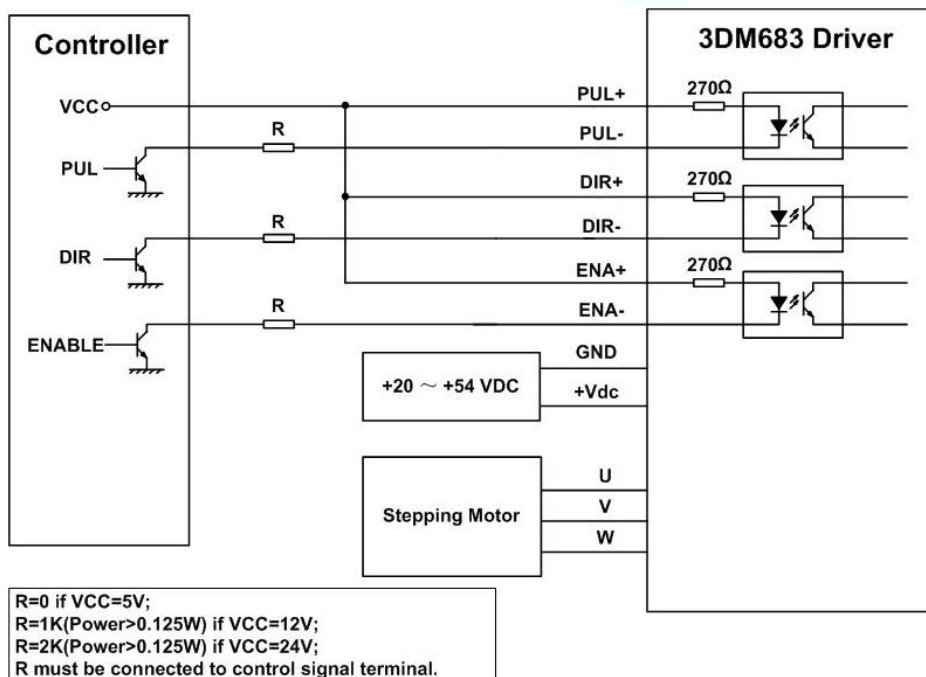 Controller
3DM683 Driver
VCC
PUL+
270Ω
R
PUL-
PUL
DIR+
270Ω
R
DIR-
DIR
ENA+
270Ω
R
ENA-
ENABLE
GND
+20 ~ +54 VDC
+Vdc
U
Stepping Motor
V
W
R=0 if VCC=5V;
R=1K(Power>0.125W) if VCC=12V;
R=2K(Power>0.125W) if VCC=24V;
R must be connected to control signal terminal.